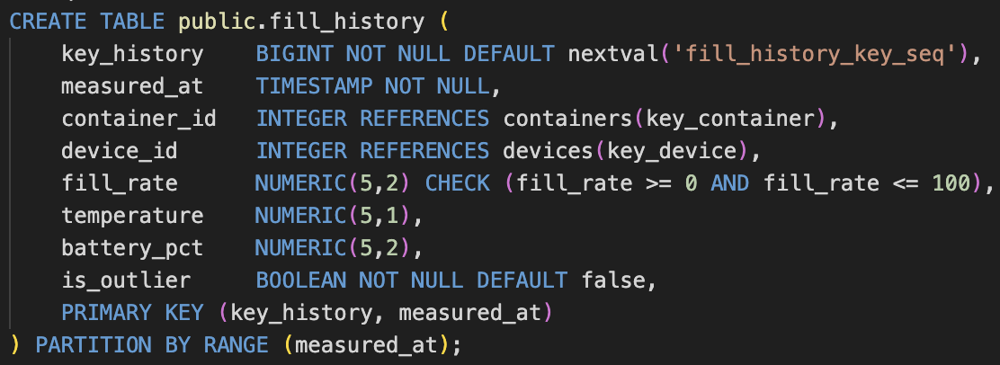 CREATE TABLE public.fill_history (
    key_history    BIGINT NOT NULL DEFAULT nextval('fill_history_key_seq'),
    measured_at    TIMESTAMP NOT NULL,
    container_id   INTEGER REFERENCES containers(key_container),
    device_id      INTEGER REFERENCES devices(key_device),
    fill_rate      NUMERIC(5,2) CHECK (fill_rate >= 0 AND fill_rate <= 100),
    temperature    NUMERIC(5,1),
    battery_pct    NUMERIC(5,2),
    is_outlier     BOOLEAN NOT NULL DEFAULT false,
    PRIMARY KEY (key_history, measured_at)
) PARTITION BY RANGE (measured_at);